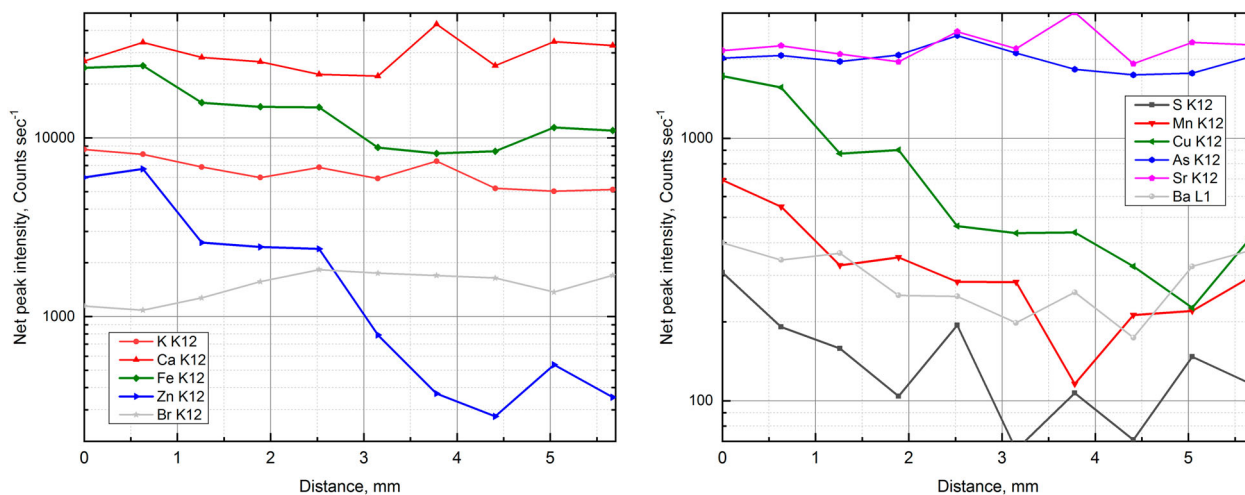 Net peak intensity, Counts sec⁻¹
10000
1000
K K12
Ca K12
Fe K12
Zn K12
Br K12
0 1 2 3 4 5
Distance, mm
Net peak intensity, Counts sec⁻¹
1000
100
S K12
Mn K12
Cu K12
As K12
Sr K12
Ba L1
0 1 2 3 4 5
Distance, mm